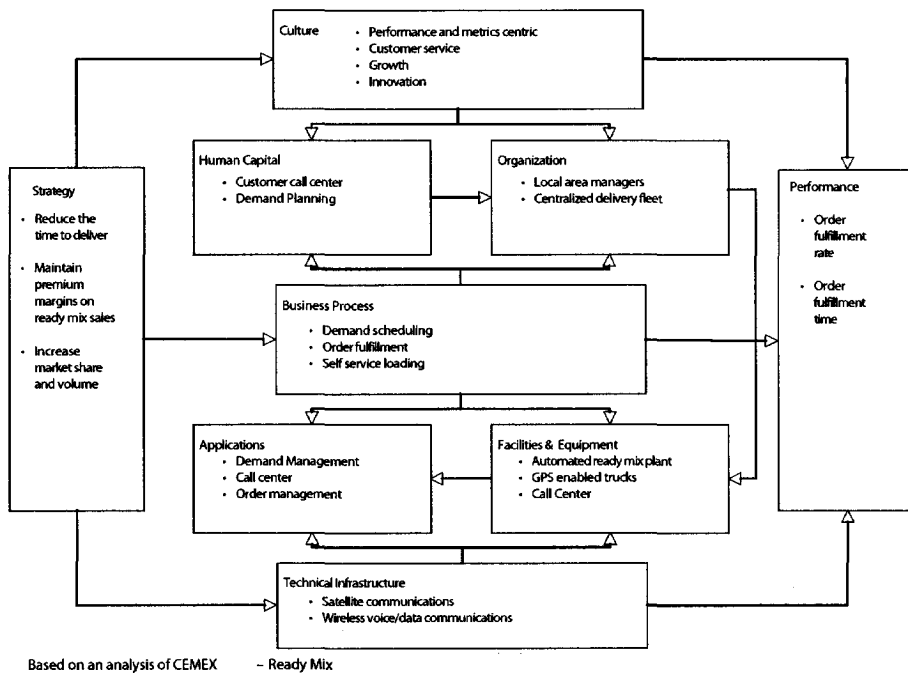 Culture
• Performance and metrics centric
• Customer service
• Growth
• Innovation
Human Capital
• Customer call center
• Demand Planning
Organization
• Local area managers
• Centralized delivery fleet
Strategy
• Reduce the
time to deliver
• Maintain
premium
margins on
ready mix sales
• Increase
market share
and volume
Performance
• Order
fulfillment
rate
• Order
fulfillment
time
Business Process
• Demand scheduling
• Order fulfillment
• Self service loading
Applications
• Demand Management
• Call center
• Order management
Facilities & Equipment
• Automated ready mix plant
• GPS enabled trucks
• Call Center
Technical Infrastructure
• Satellite communications
• Wireless voice/data communications
Based on an analysis of CEMEX – Ready Mix